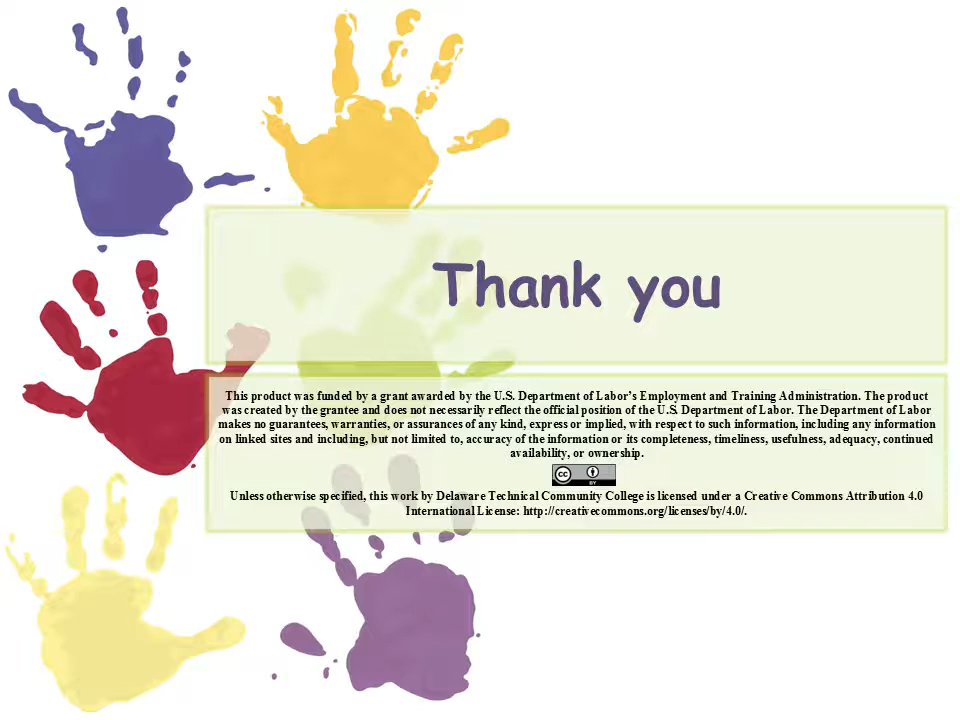 Thank you
This product was funded by a grant awarded by the U.S. Department of Labor’s Employment and Training Administration. The product
was created by the grantee and does not necessarily reflect the official position of the U.S. Department of Labor. The Department of Labor
makes no guarantees, warranties, or assurances of any kind, express or implied, with respect to such information, including any information
on linked sites and including, but not limited to, accuracy of the information or its completeness, timeliness, usefulness, adequacy, continued
availability, or ownership.
cc BY
Unless otherwise specified, this work by Delaware Technical Community College is licensed under a Creative Commons Attribution 4.0
International License: http://creativecommons.org/licenses/by/4.0/.